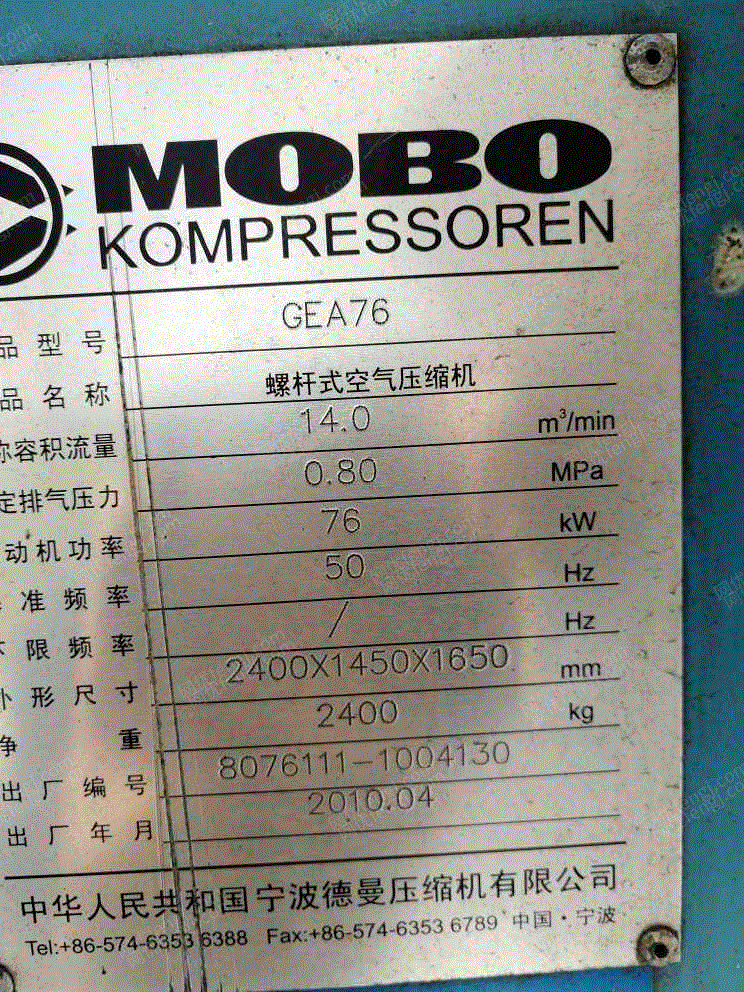 MOBO
KOMPRESSOREN
品型号 GEA76
品名称 螺杆式空气压缩机
称容积流量 14.0 m³/min
定排气压力 0.80 MPa
动机功率 76 kW
准频率 50 Hz
限频率 / Hz
外形尺寸 2400X1450X1650 mm
净重 2400 kg
出厂编号 8076111-1004130
出厂年月 2010.04
中华人民共和国宁波德曼压缩机有限公司
Tel:+86-574-6353 6388 Fax:+86-574-6353 6789 中国·宁波